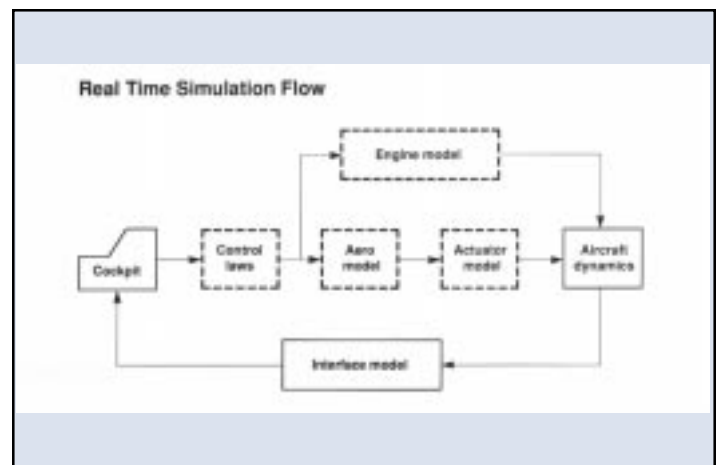 Real Time Simulation Flow
Engine model
Cockpit
Control
laws
Aero
model
Actuator
model
Aircraft
dynamics
Interface model